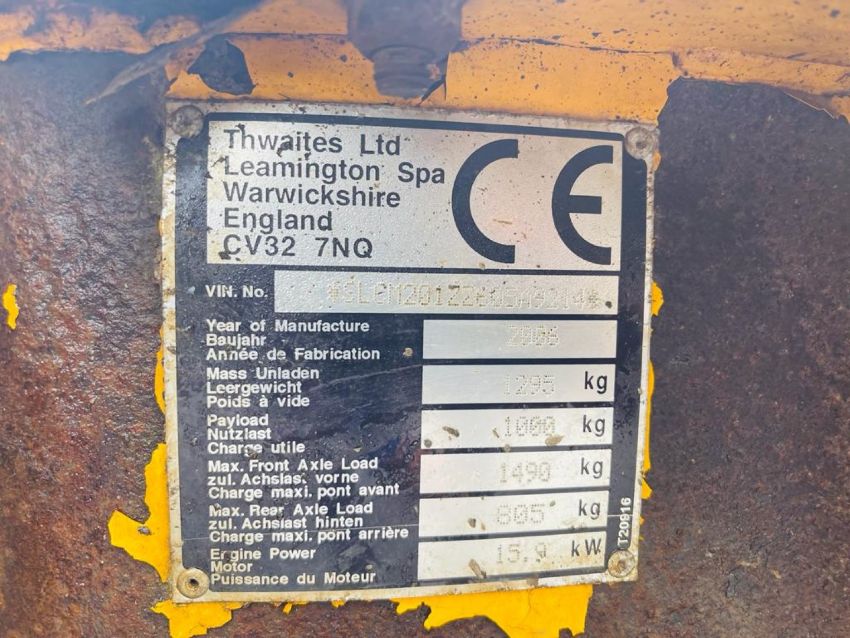 Thwaites Ltd
Leamington Spa
Warwickshire
England
CV32 7NQ
CE
VIN. No.
Year of Manufacture
Baujahr
Année de Fabrication
2006
Mass Unladen
Leergewicht
Poids à vide
1295 kg
Payload
Nutzlast
Charge utile
1000 kg
Max. Front Axle Load
zul. Achslas. vorne
Charge maxi. pont avant
1490 kg
Max. Rear Axle Load
zul. Achslast hinten
Charge maxi. pont arrière
805 kg
Engine Power
Motor
Puissance du Moteur
15.9 kW
T20916